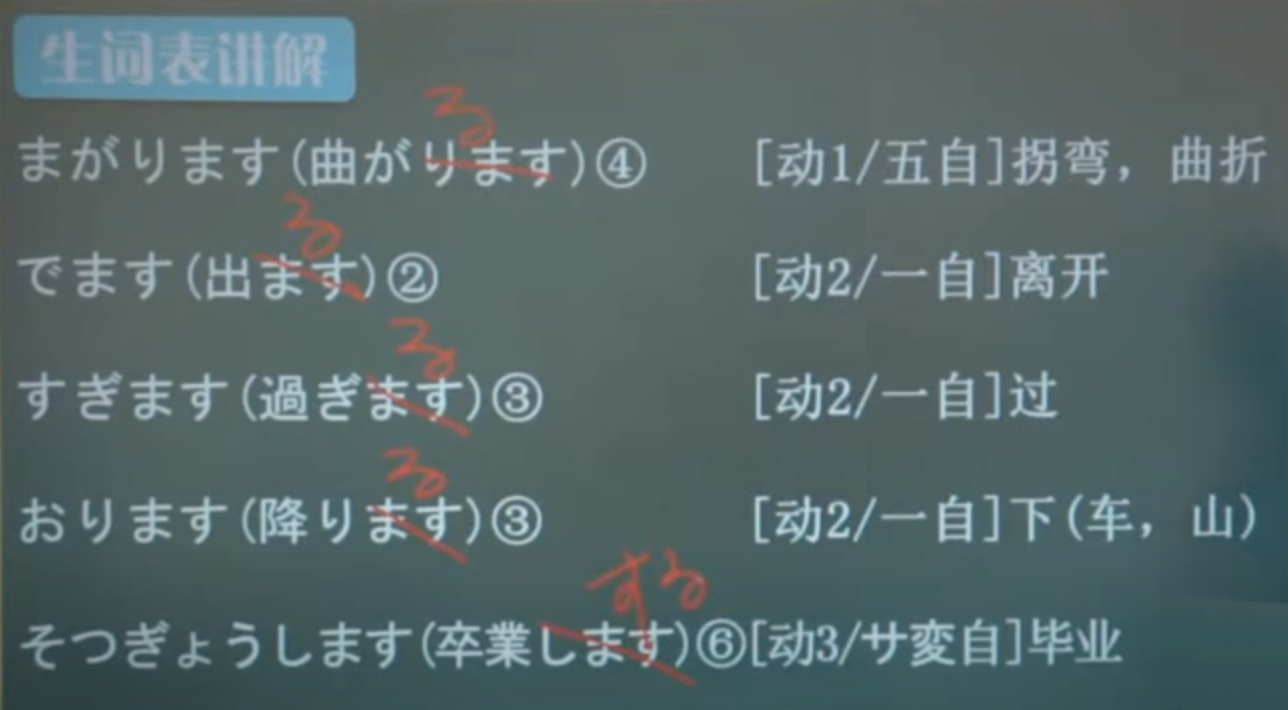 生词表讲解
る
まがります(曲がります)④ [动1/五自]拐弯，曲折
る
でます(出ます)② [动2/一自]离开
る
すぎます(過ぎます)③ [动2/一自]过
る
おります(降ります)③ [动2/一自]下(车，山)
する
そつぎょうします(卒業します)⑥[动3/サ変自]毕业